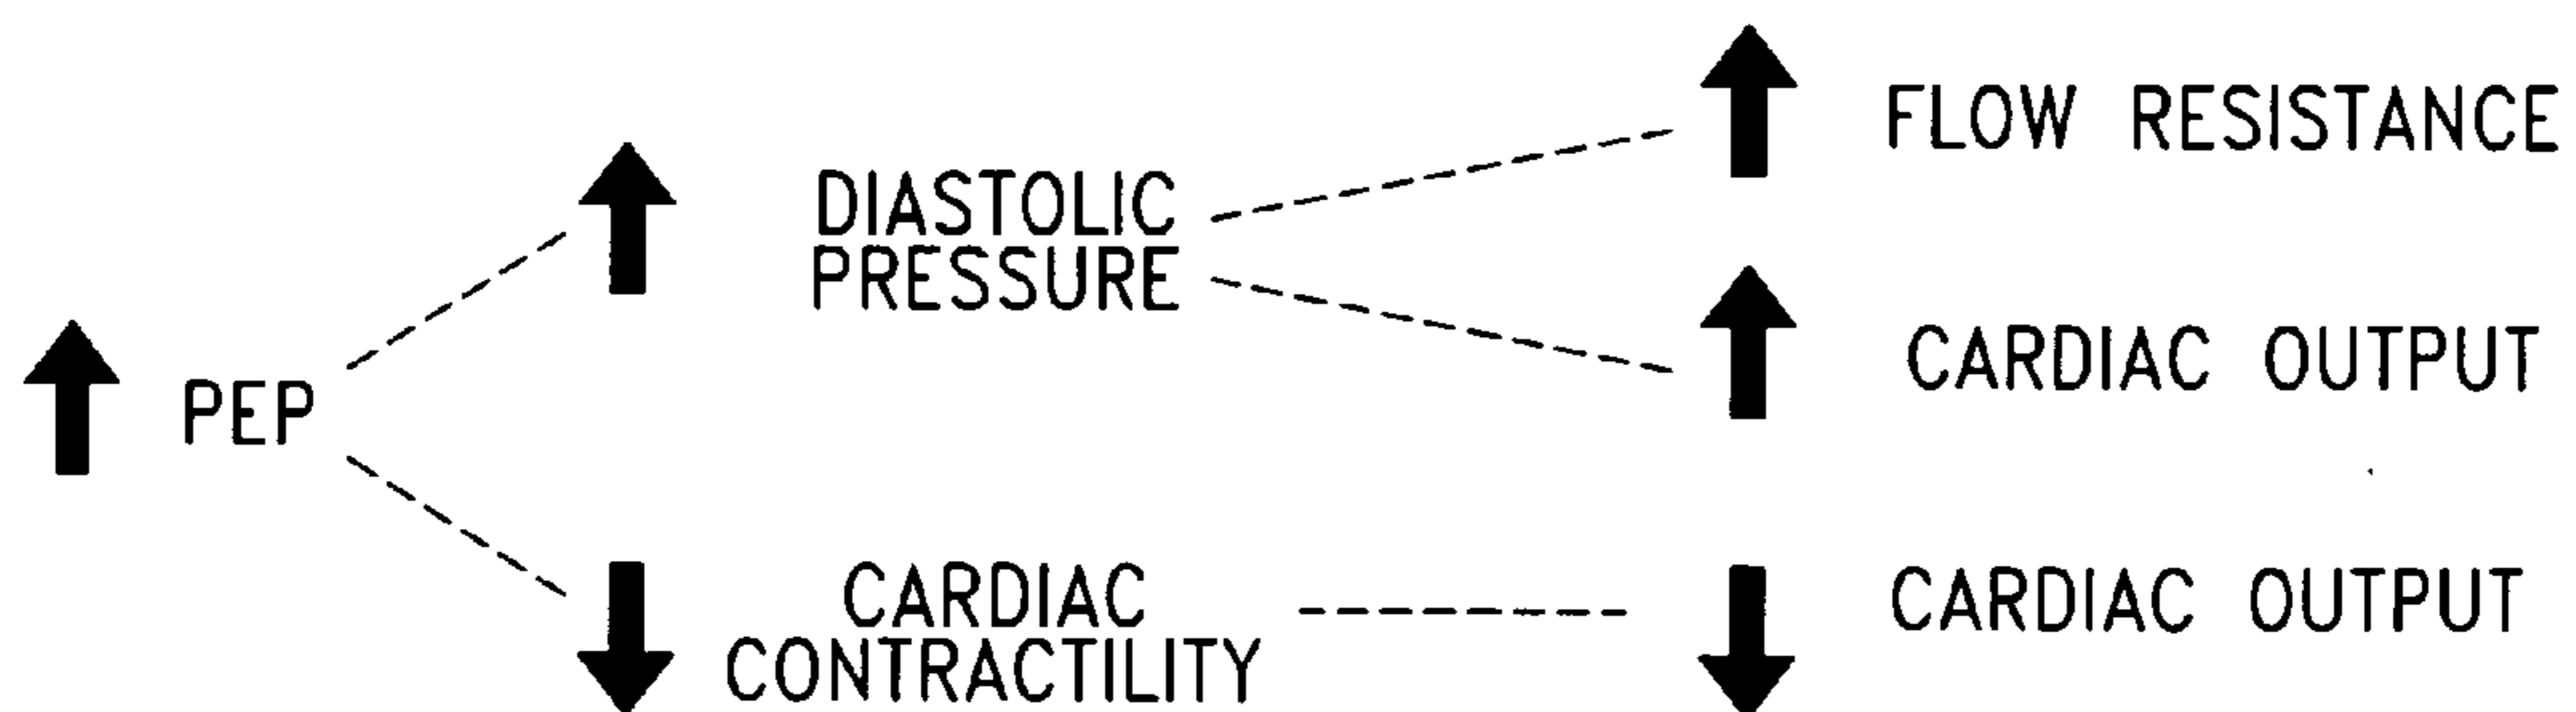 FLOW RESISTANCE
DIASTOLIC
PRESSURE
CARDIAC OUTPUT
PEP
CARDIAC
CONTRACTILITY
CARDIAC OUTPUT